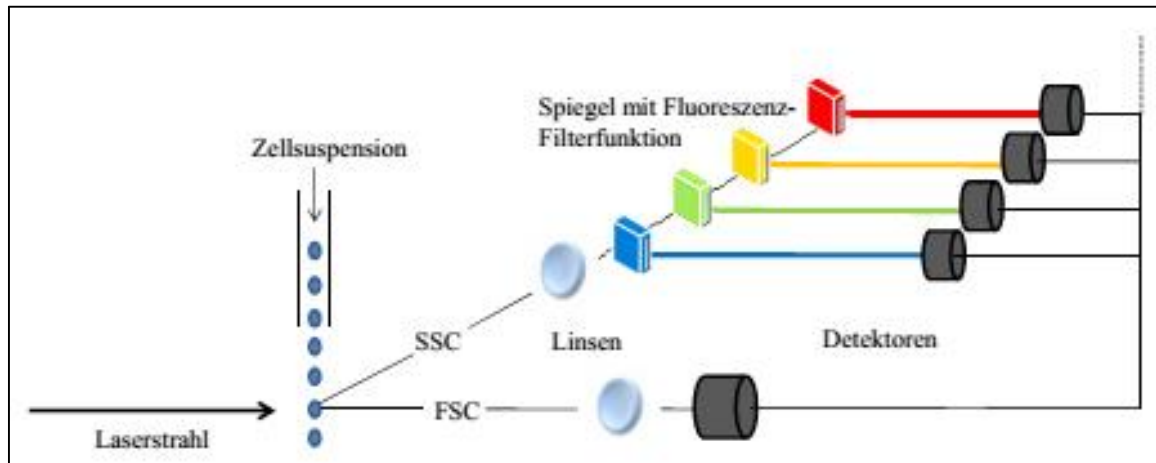 Spiegel mit Fluoreszenz-
Filterfunktion
Zellsuspension
SSC
Linsen
Detektoren
FSC
Laserstrahl